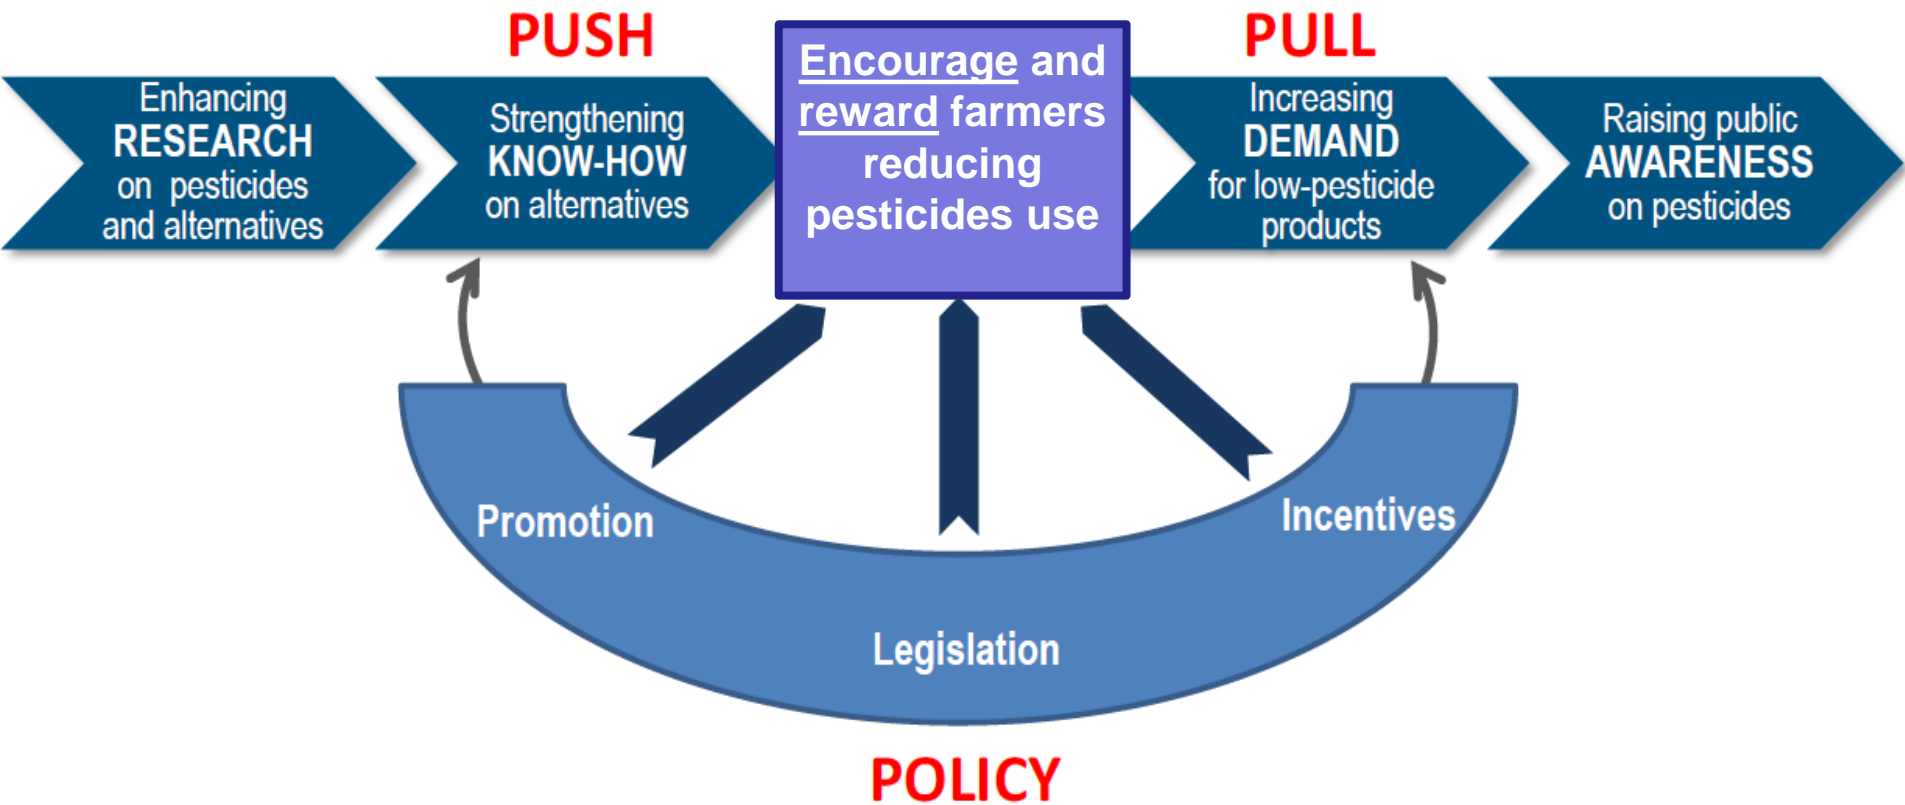 PUSH
PULL
Enhancing
RESEARCH
on pesticides
and alternatives
Strengthening
KNOW-HOW
on alternatives
Encourage and
reward farmers
reducing
pesticides use
Increasing
DEMAND
for low-pesticide
products
Raising public
AWARENESS
on pesticides
Promotion
Legislation
Incentives
POLICY